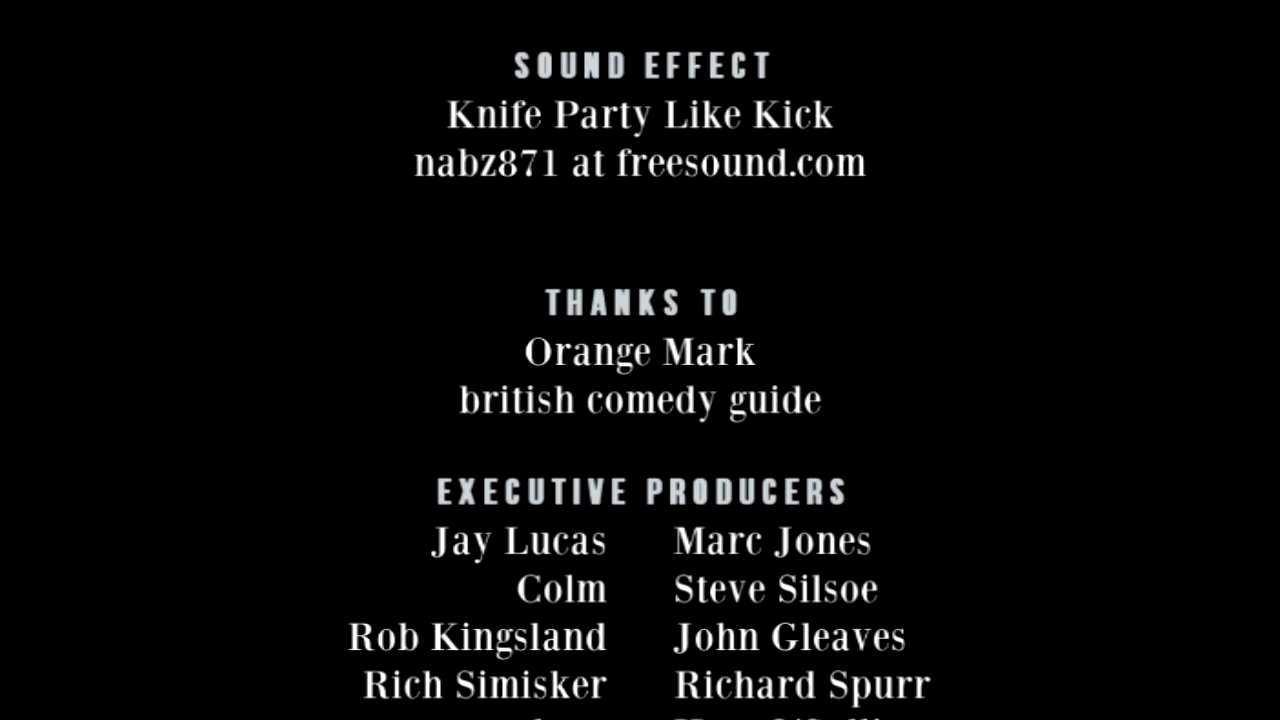 SOUND EFFECT
Knife Party Like Kick
nabz871 at freesound.com
THANKS TO
Orange Mark
british comedy guide
EXECUTIVE PRODUCERS
Jay Lucas Marc Jones
Colm Steve Silsoe
Rob Kingsland John Gleaves
Rich Simisker Richard Spurr